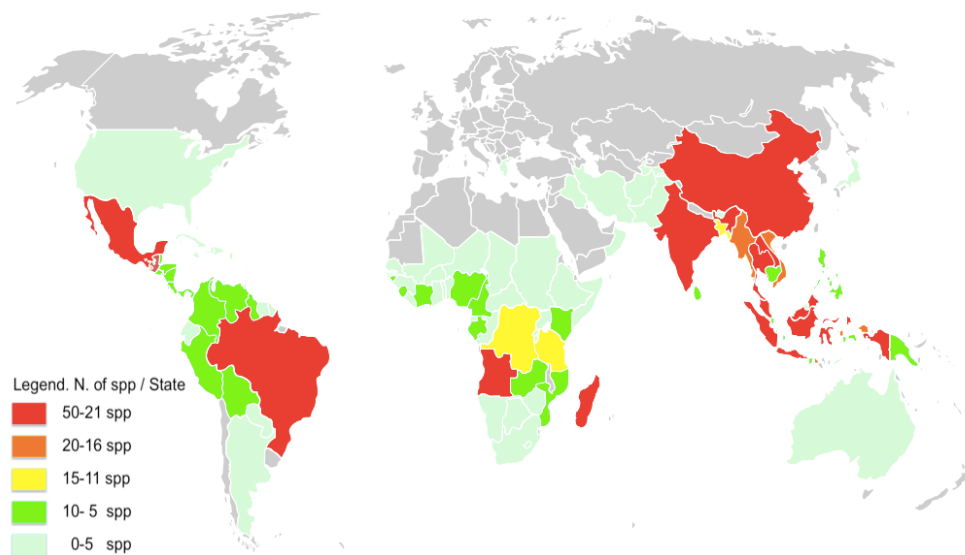 Legend. N. of spp / State
50-21 spp
20-16 spp
15-11 spp
10- 5 spp
0-5 spp